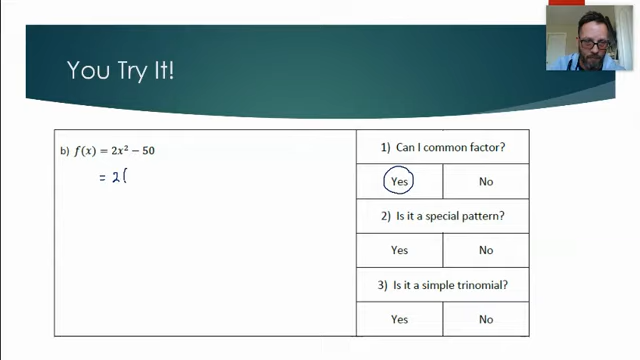 You Try It!
b) f(x) = 2x² − 50
= 2(
1) Can I common factor?
Yes No
2) Is it a special pattern?
Yes No
3) Is it a simple trinomial?
Yes No